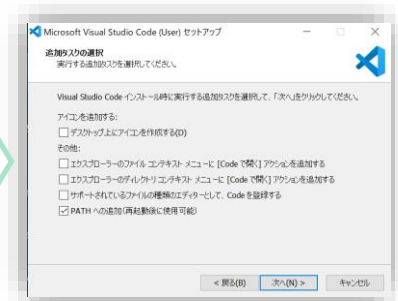 Microsoft Visual Studio Code (User) セットアップ
追加タスクの選択
実行する追加タスクを選択してください。
Visual Studio Code インストール時に実行する追加タスクを選択して、「次へ」をクリックしてください。
アイコンを追加する:
デスクトップ上にアイコンを作成する(D)
その他:
エクスプローラーのファイル コンテキスト メニューに [Code で開く] アクションを追加する
エクスプローラーのディレクトリ コンテキスト メニューに [Code で開く] アクションを追加する
サポートされているファイルの種類のエディターとして、Code を登録する
PATH への追加(再起動後に使用可能)
< 戻る(B) 次へ(N) > キャンセル